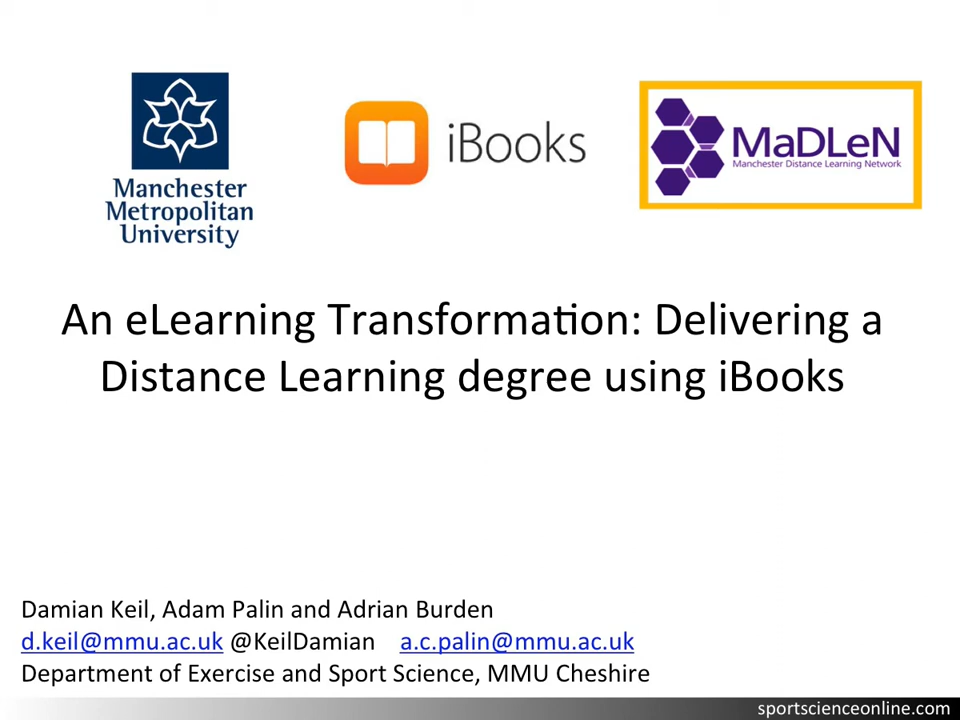 Manchester
Metropolitan
University
iBooks
MaDLeN
Manchester Distance Learning Network
An eLearning Transformation: Delivering a
Distance Learning degree using iBooks
Damian Keil, Adam Palin and Adrian Burden
d.keil@mmu.ac.uk @KeilDamian a.c.palin@mmu.ac.uk
Department of Exercise and Sport Science, MMU Cheshire
sportscienceonline.com